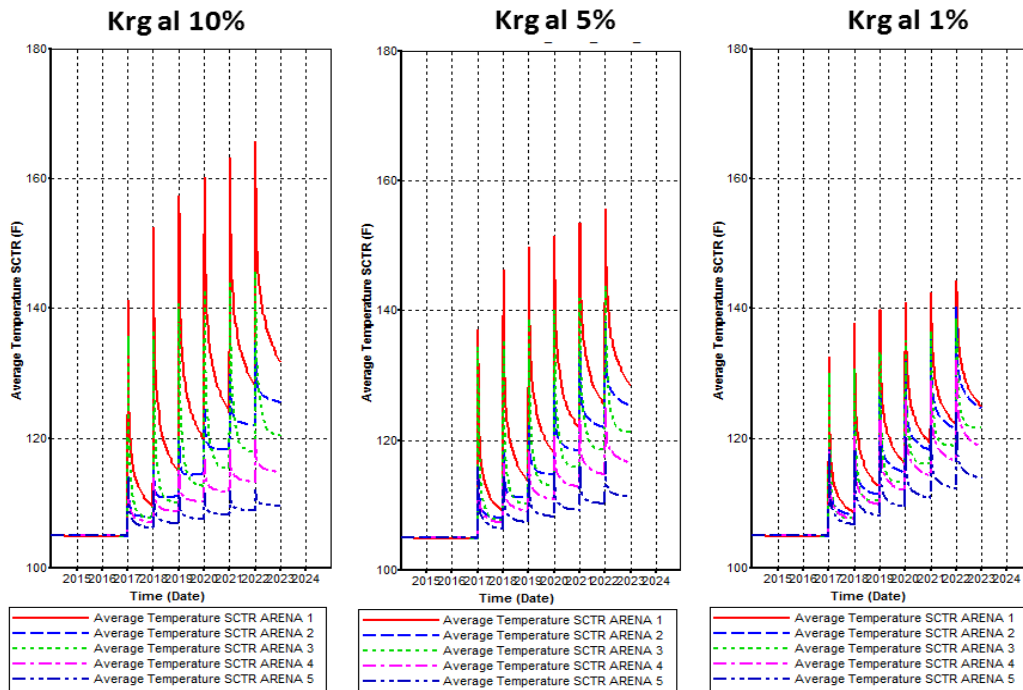 Krg al 10%
180
160
140
120
100
Average Temperature SCTR (F)
2015 2016 2017 2018 2019 2020 2021 2022 2023 2024
Time (Date)
Average Temperature SCTR ARENA 1
Average Temperature SCTR ARENA 2
Average Temperature SCTR ARENA 3
Average Temperature SCTR ARENA 4
Average Temperature SCTR ARENA 5
Krg al 5%
180
160
140
120
100
Average Temperature SCTR (F)
2015 2016 2017 2018 2019 2020 2021 2022 2023 2024
Time (Date)
Average Temperature SCTR ARENA 1
Average Temperature SCTR ARENA 2
Average Temperature SCTR ARENA 3
Average Temperature SCTR ARENA 4
Average Temperature SCTR ARENA 5
Krg al 1%
180
160
140
120
100
Average Temperature SCTR (F)
2015 2016 2017 2018 2019 2020 2021 2022 2023 2024
Time (Date)
Average Temperature SCTR ARENA 1
Average Temperature SCTR ARENA 2
Average Temperature SCTR ARENA 3
Average Temperature SCTR ARENA 4
Average Temperature SCTR ARENA 5